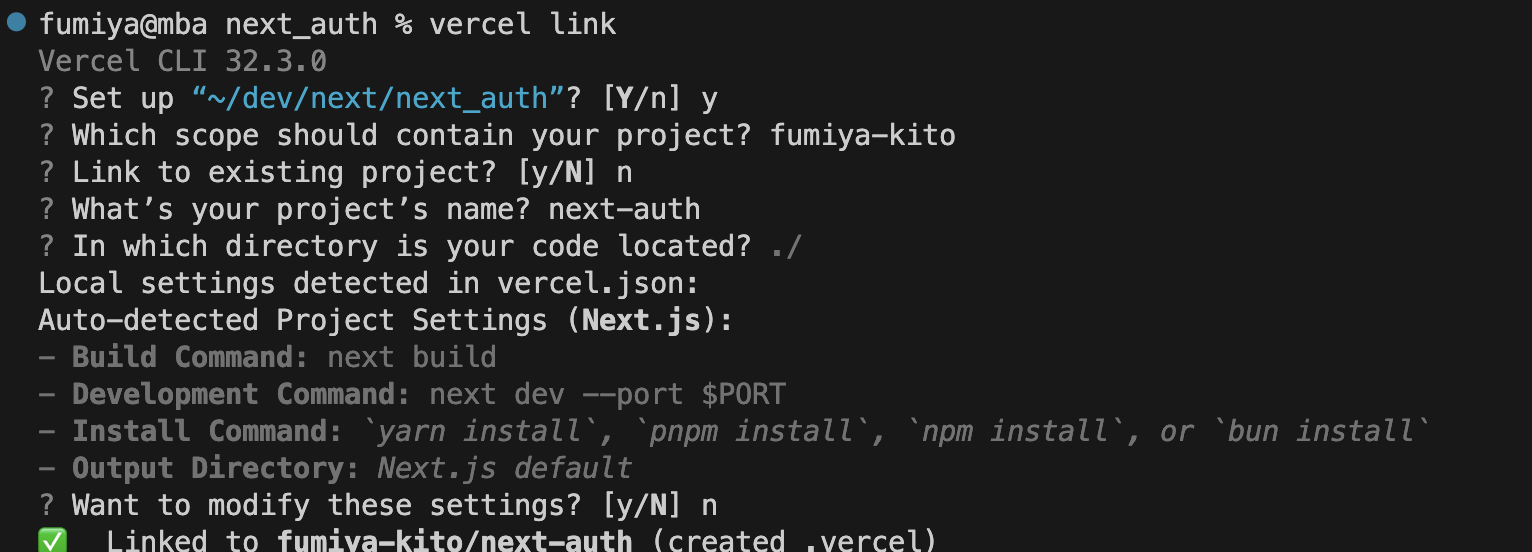 fumiya@mba next_auth % vercel link
Vercel CLI 32.3.0
? Set up “~/dev/next/next_auth”? [Y/n] y
? Which scope should contain your project? fumiya-kito
? Link to existing project? [y/N] n
? What’s your project’s name? next-auth
? In which directory is your code located? ./
Local settings detected in vercel.json:
Auto-detected Project Settings (Next.js):
– Build Command: next build
– Development Command: next dev --port $PORT
– Install Command: `yarn install`, `pnpm install`, `npm install`, or `bun install`
– Output Directory: Next.js default
? Want to modify these settings? [y/N] n
✅  Linked to fumiya-kito/next-auth (created .vercel)